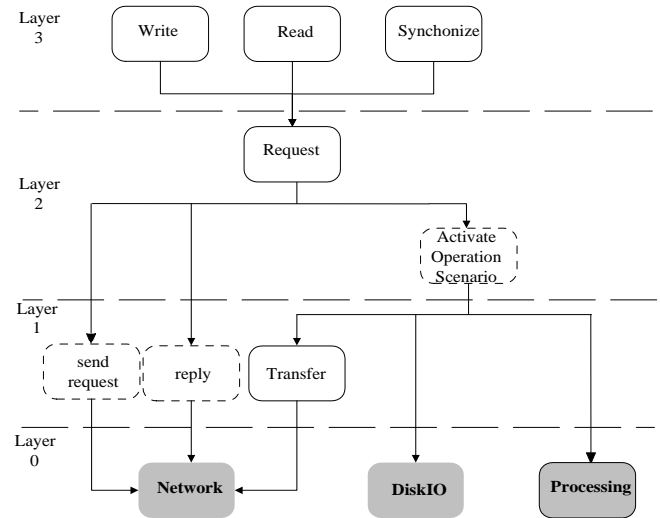 Layer
3
Write
Read
Synchonize
Request
Layer
2
Activate
Operation
Scenario
Layer
1
send
request
reply
Transfer
Layer
0
Network
DiskIO
Processing